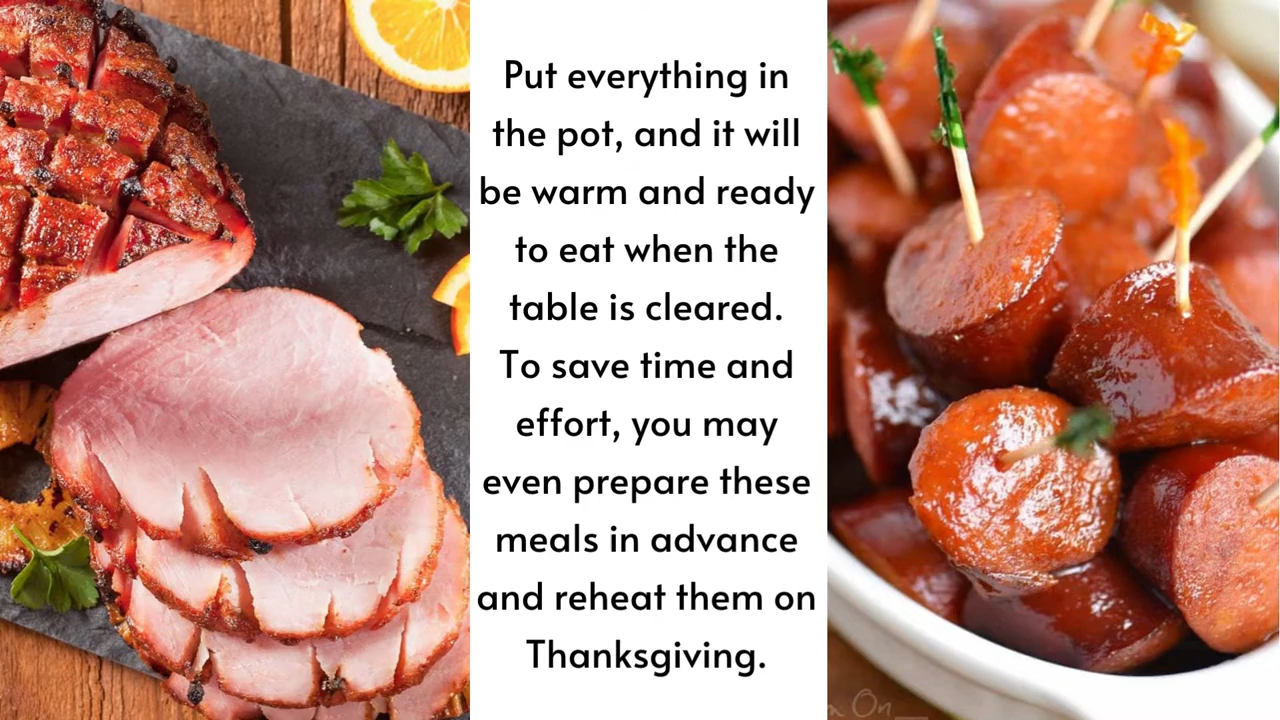 Put everything in
the pot, and it will
be warm and ready
to eat when the
table is cleared.
To save time and
effort, you may
even prepare these
meals in advance
and reheat them on
Thanksgiving.
On